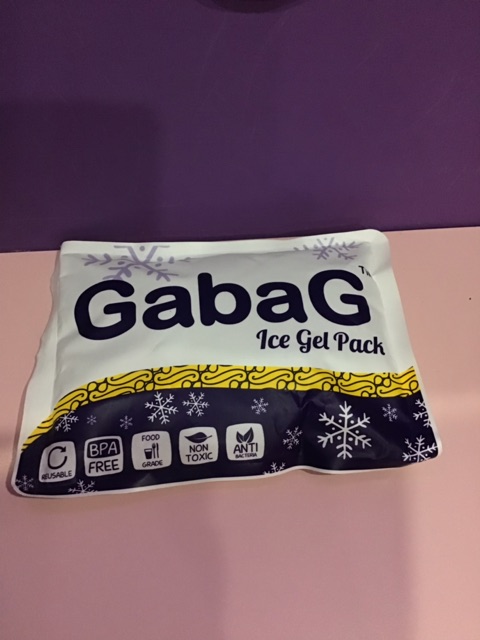 GabaG™
Ice Gel Pack
REUSABLE
BPA
FREE
FOOD
GRADE
NON
TOXIC
ANTI
BACTERIA